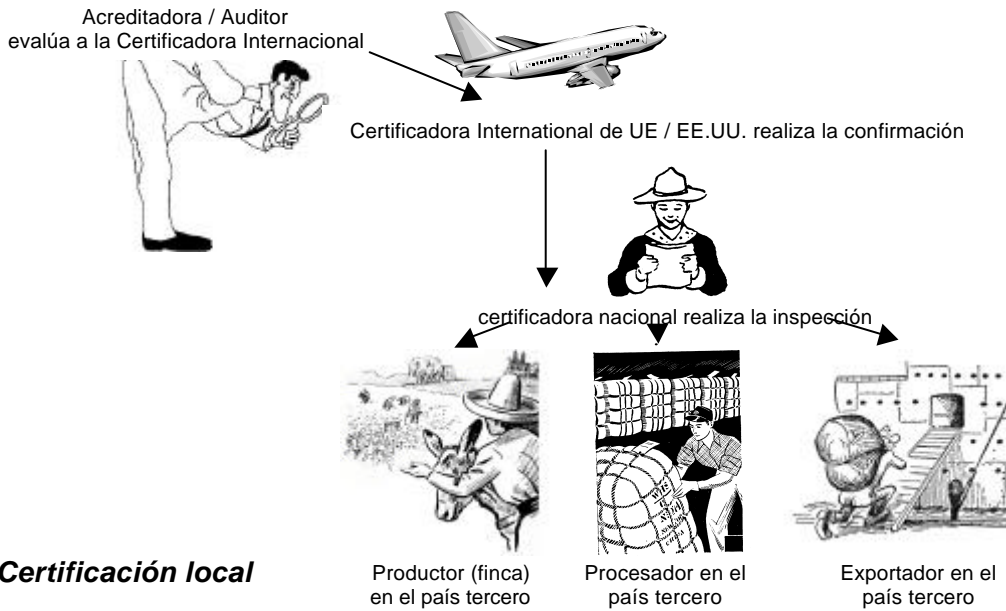 Acreditadora / Auditor
evalúa a la Certificadora Internacional
Certificadora International de UE / EE.UU. realiza la confirmación
certificadora nacional realiza la inspección
Certificación local
Productor (finca)
en el país tercero
Procesador en el
país tercero
Exportador en el
país tercero